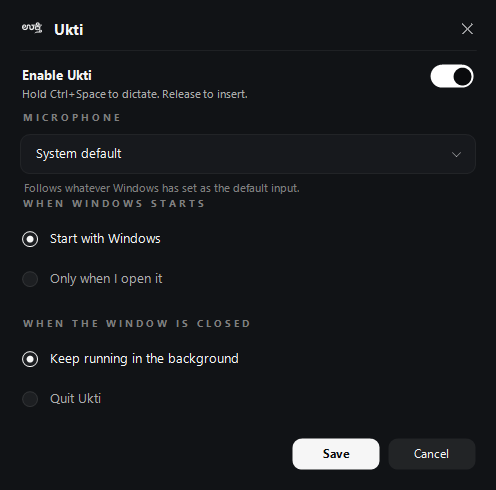 ఉక్తి Ukti
Enable Ukti
Hold Ctrl+Space to dictate. Release to insert.
MICROPHONE
System default
Follows whatever Windows has set as the default input.
WHEN WINDOWS STARTS
Start with Windows
Only when I open it
WHEN THE WINDOW IS CLOSED
Keep running in the background
Quit Ukti
Save Cancel